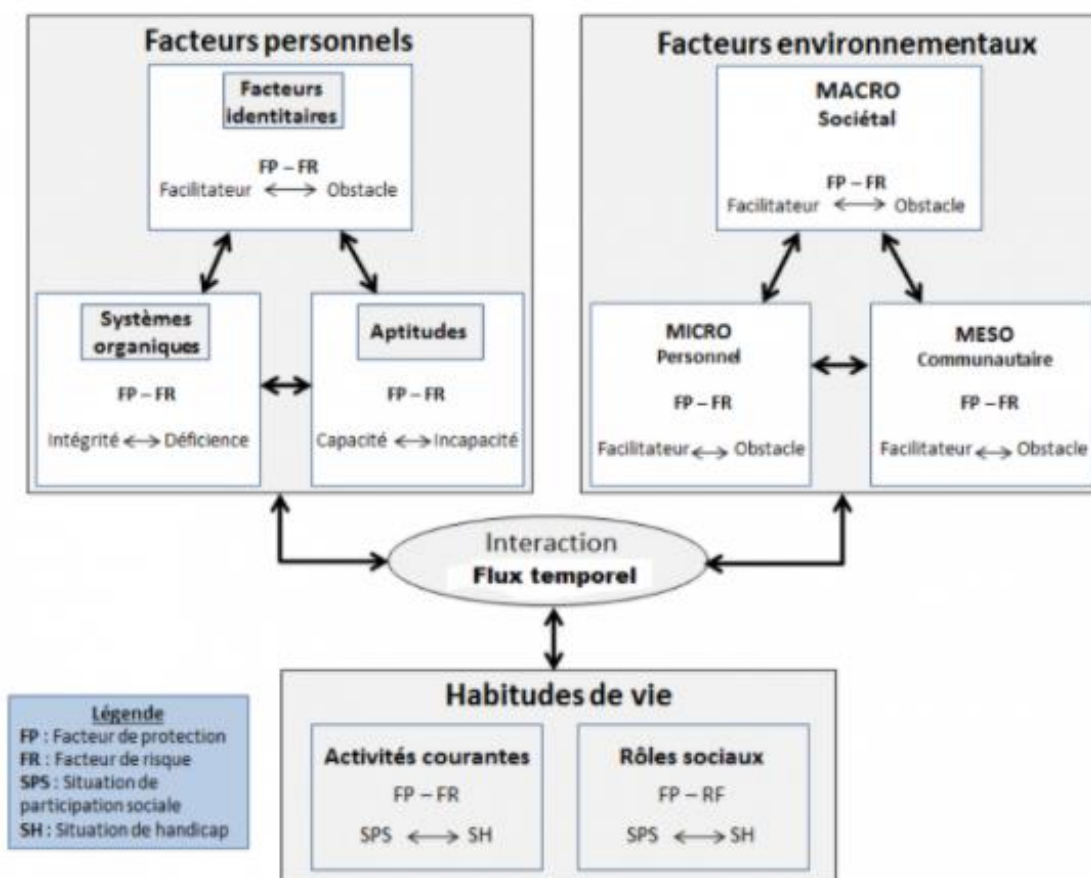 Facteurs personnels
Facteurs
identitaires
FP – FR
Facilitateur Obstacle
Systèmes
organiques
FP – FR
Intégrité Déficience
Aptitudes
FP – FR
Capacité Incapacité
Facteurs environnementaux
MACRO
Sociétal
FP – FR
Facilitateur Obstacle
MICRO
Personnel
FP – FR
Facilitateur Obstacle
MESO
Communautaire
FP – FR
Facilitateur Obstacle
Interaction
Flux temporel
Habitudes de vie
Activités courantes
FP – FR
SPS SH
Rôles sociaux
FP – RF
SPS SH
Légende
FP : Facteur de protection
FR : Facteur de risque
SPS : Situation de
participation sociale
SH : Situation de handicap